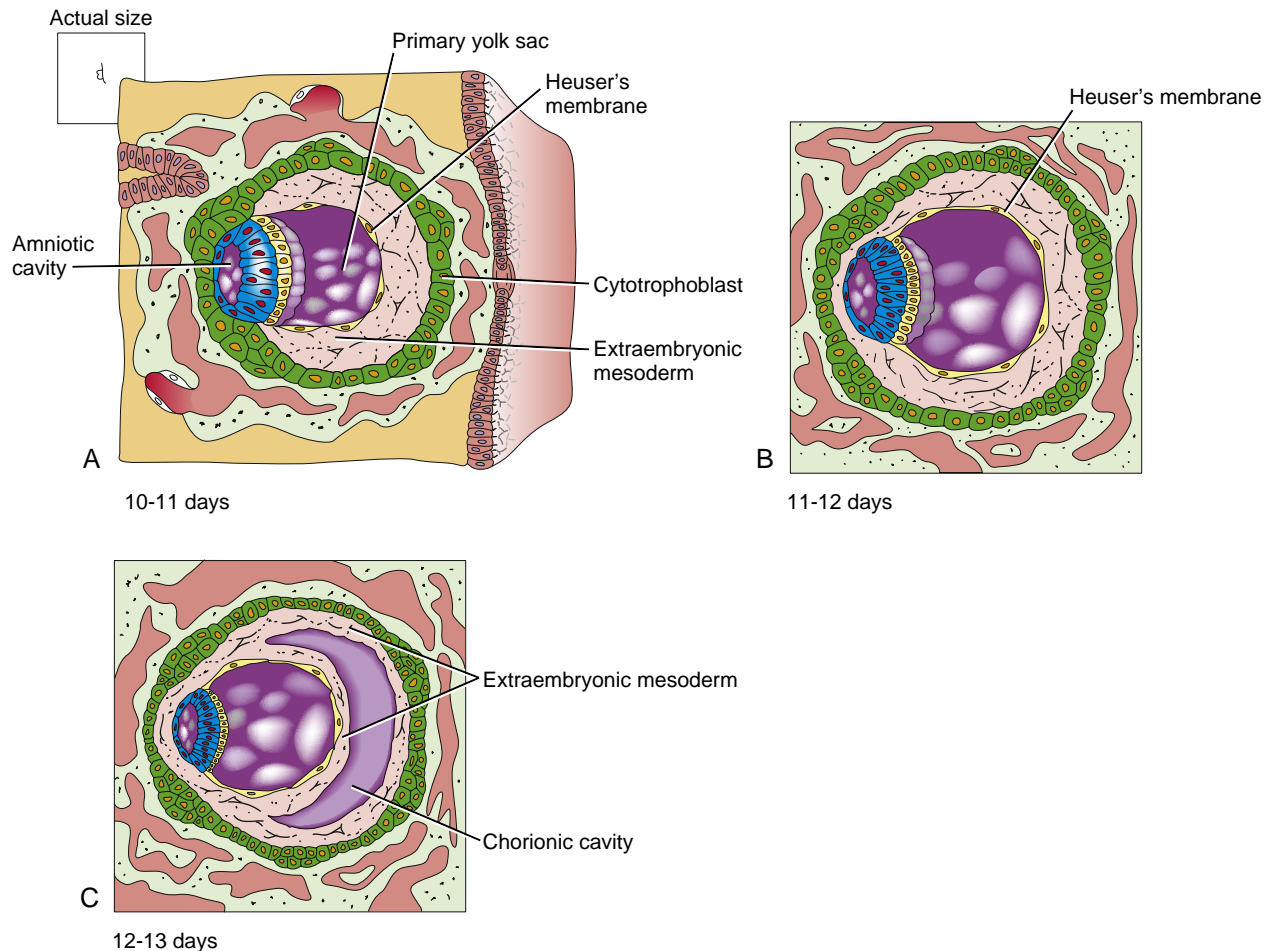 Actual size
Primary yolk sac
Heuser’s
membrane
Amniotic
cavity
Cytotrophoblast
Extraembryonic
mesoderm
A
10-11 days
Heuser’s membrane
B
11-12 days
Extraembryonic mesoderm
Chorionic cavity
C
12-13 days